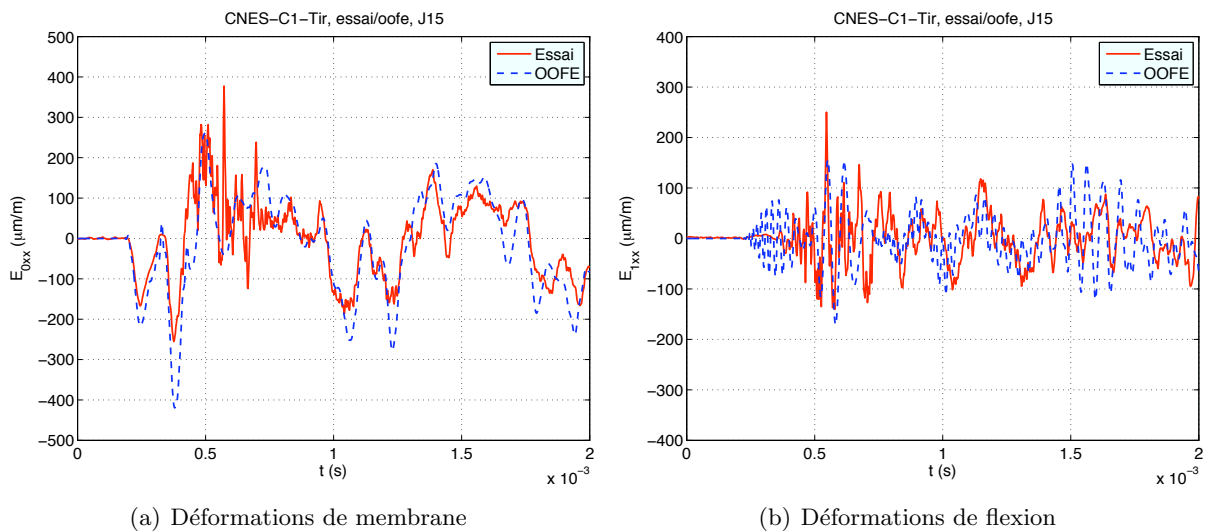 CNES-C1-Tir, essai/oofe, J15
500
400
300
200
100
0
-100
-200
-300
-400
-500
E0xx (μm/m)
Essai
OOFE
0
0.5
1
1.5
2
x 10^-3
t (s)
(a) Déformations de membrane
CNES-C1-Tir, essai/oofe, J15
400
300
200
100
0
-100
-200
-300
-400
E1xx (μm/m)
Essai
OOFE
0
0.5
1
1.5
2
x 10^-3
t (s)
(b) Déformations de flexion